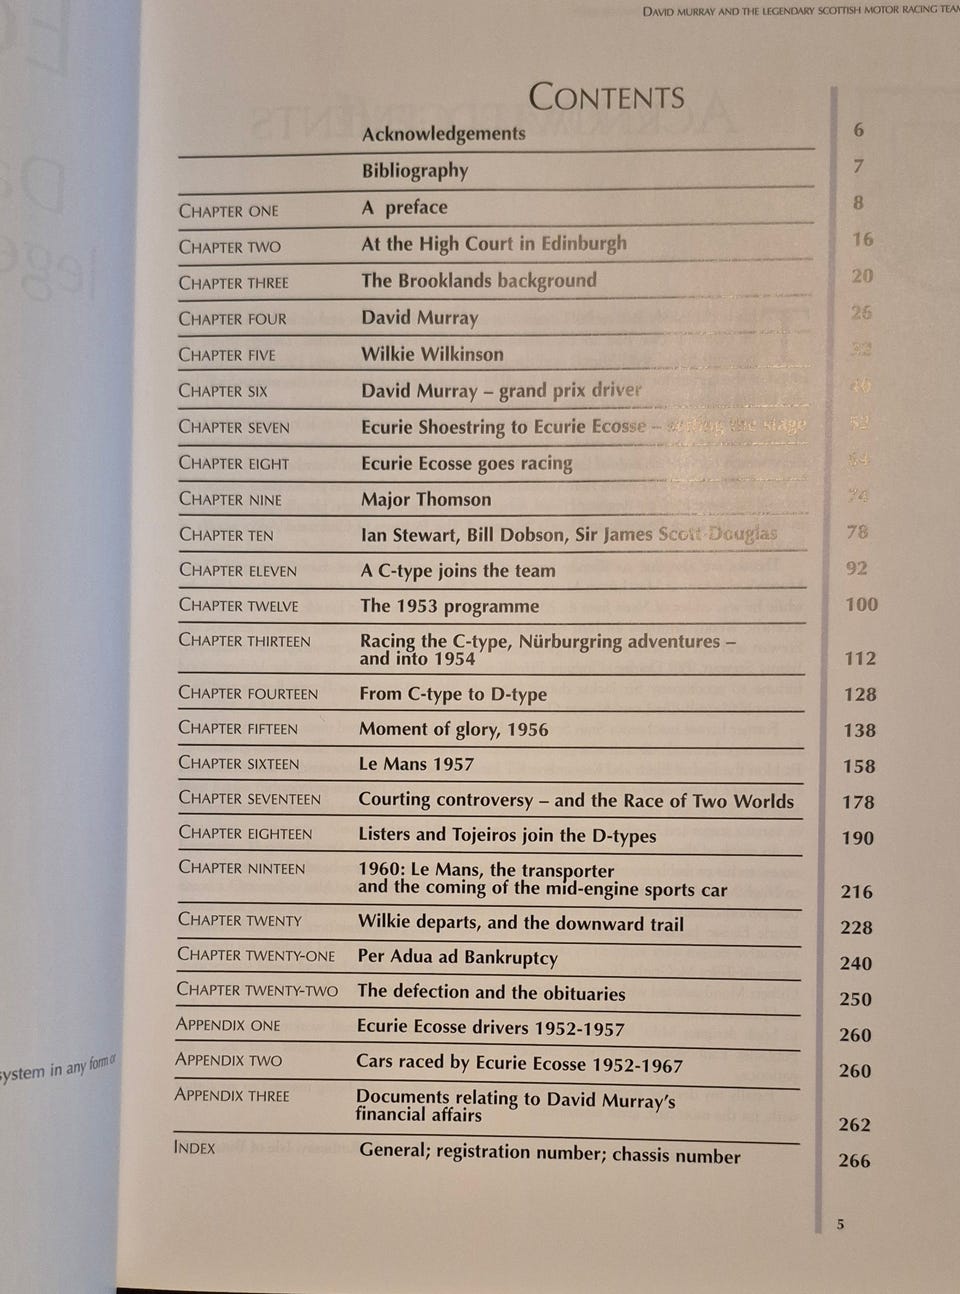 DAVID MURRAY AND THE LEGENDARY SCOTTISH MOTOR RACING TEAM
CONTENTS
Acknowledgements 6
Bibliography 7
CHAPTER ONE A preface 8
CHAPTER TWO At the High Court in Edinburgh 16
CHAPTER THREE The Brooklands background 20
CHAPTER FOUR David Murray 26
CHAPTER FIVE Wilkie Wilkinson
CHAPTER SIX David Murray – grand prix driver
CHAPTER SEVEN Ecurie Shoestring to Ecurie Ecosse – setting the stage 52
CHAPTER EIGHT Ecurie Ecosse goes racing
CHAPTER NINE Major Thomson 74
CHAPTER TEN Ian Stewart, Bill Dobson, Sir James Scott Douglas 78
CHAPTER ELEVEN A C-type joins the team 92
CHAPTER TWELVE The 1953 programme 100
CHAPTER THIRTEEN Racing the C-type, Nürburgring adventures –
and into 1954 112
CHAPTER FOURTEEN From C-type to D-type 128
CHAPTER FIFTEEN Moment of glory, 1956 138
CHAPTER SIXTEEN Le Mans 1957 158
CHAPTER SEVENTEEN Courting controversy – and the Race of Two Worlds 178
CHAPTER EIGHTEEN Listers and Tojeiros join the D-types 190
CHAPTER NINTEEN 1960: Le Mans, the transporter
and the coming of the mid-engine sports car 216
CHAPTER TWENTY Wilkie departs, and the downward trail 228
CHAPTER TWENTY-ONE Per Adua ad Bankruptcy 240
CHAPTER TWENTY-TWO The defection and the obituaries 250
APPENDIX ONE Ecurie Ecosse drivers 1952-1957 260
APPENDIX TWO Cars raced by Ecurie Ecosse 1952-1967 260
APPENDIX THREE Documents relating to David Murray's
financial affairs 262
INDEX General; registration number; chassis number 266
5
system in any form or